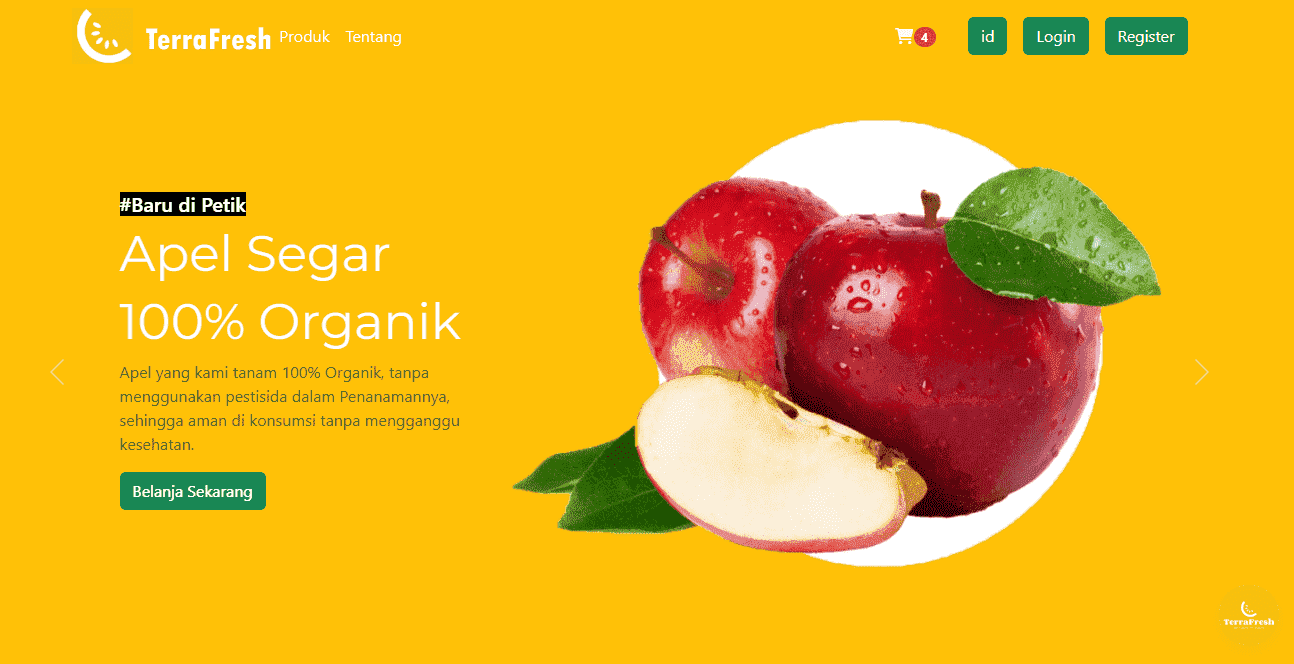 TerraFresh Produk Tentang 4 id Login Register
#Baru di Petik
Apel Segar
100% Organik
Apel yang kami tanam 100% Organik, tanpa
menggunakan pestisida dalam Penanamannya,
sehingga aman di konsumsi tanpa mengganggu
kesehatan.
Belanja Sekarang
TerraFresh